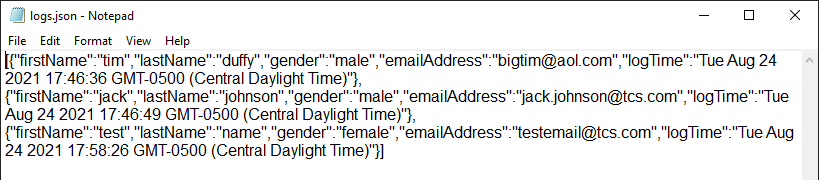 logs.json - Notepad
File Edit Format View Help
[{"firstName":"tim","lastName":"duffy","gender":"male","emailAddress":"bigtim@aol.com","logTime":"Tue Aug 24
2021 17:46:36 GMT-0500 (Central Daylight Time)"},
{"firstName":"jack","lastName":"johnson","gender":"male","emailAddress":"jack.johnson@tcs.com","logTime":"Tue
Aug 24 2021 17:46:49 GMT-0500 (Central Daylight Time)"},
{"firstName":"test","lastName":"name","gender":"female","emailAddress":"testemail@tcs.com","logTime":"Tue Aug
24 2021 17:58:26 GMT-0500 (Central Daylight Time)"}]